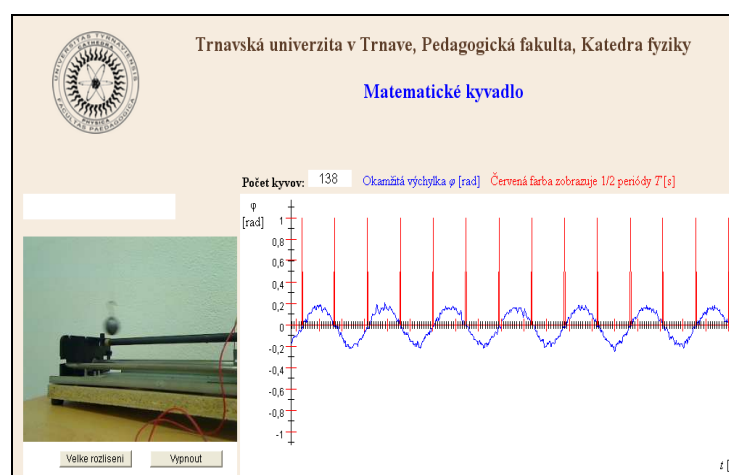 Trnavská univerzita v Trnave, Pedagogická fakulta, Katedra fyziky
Matematické kyvadlo
Počet kyvov: 138 Okamžitá výchylka φ [rad] Červená farba zobrazuje 1/2 periódy T [s]
φ
[rad]
1
0,8
0,6
0,4
0,2
0
-0,2
-0,4
-0,6
-0,8
-1
t [
Velke rozliseni Vypnout